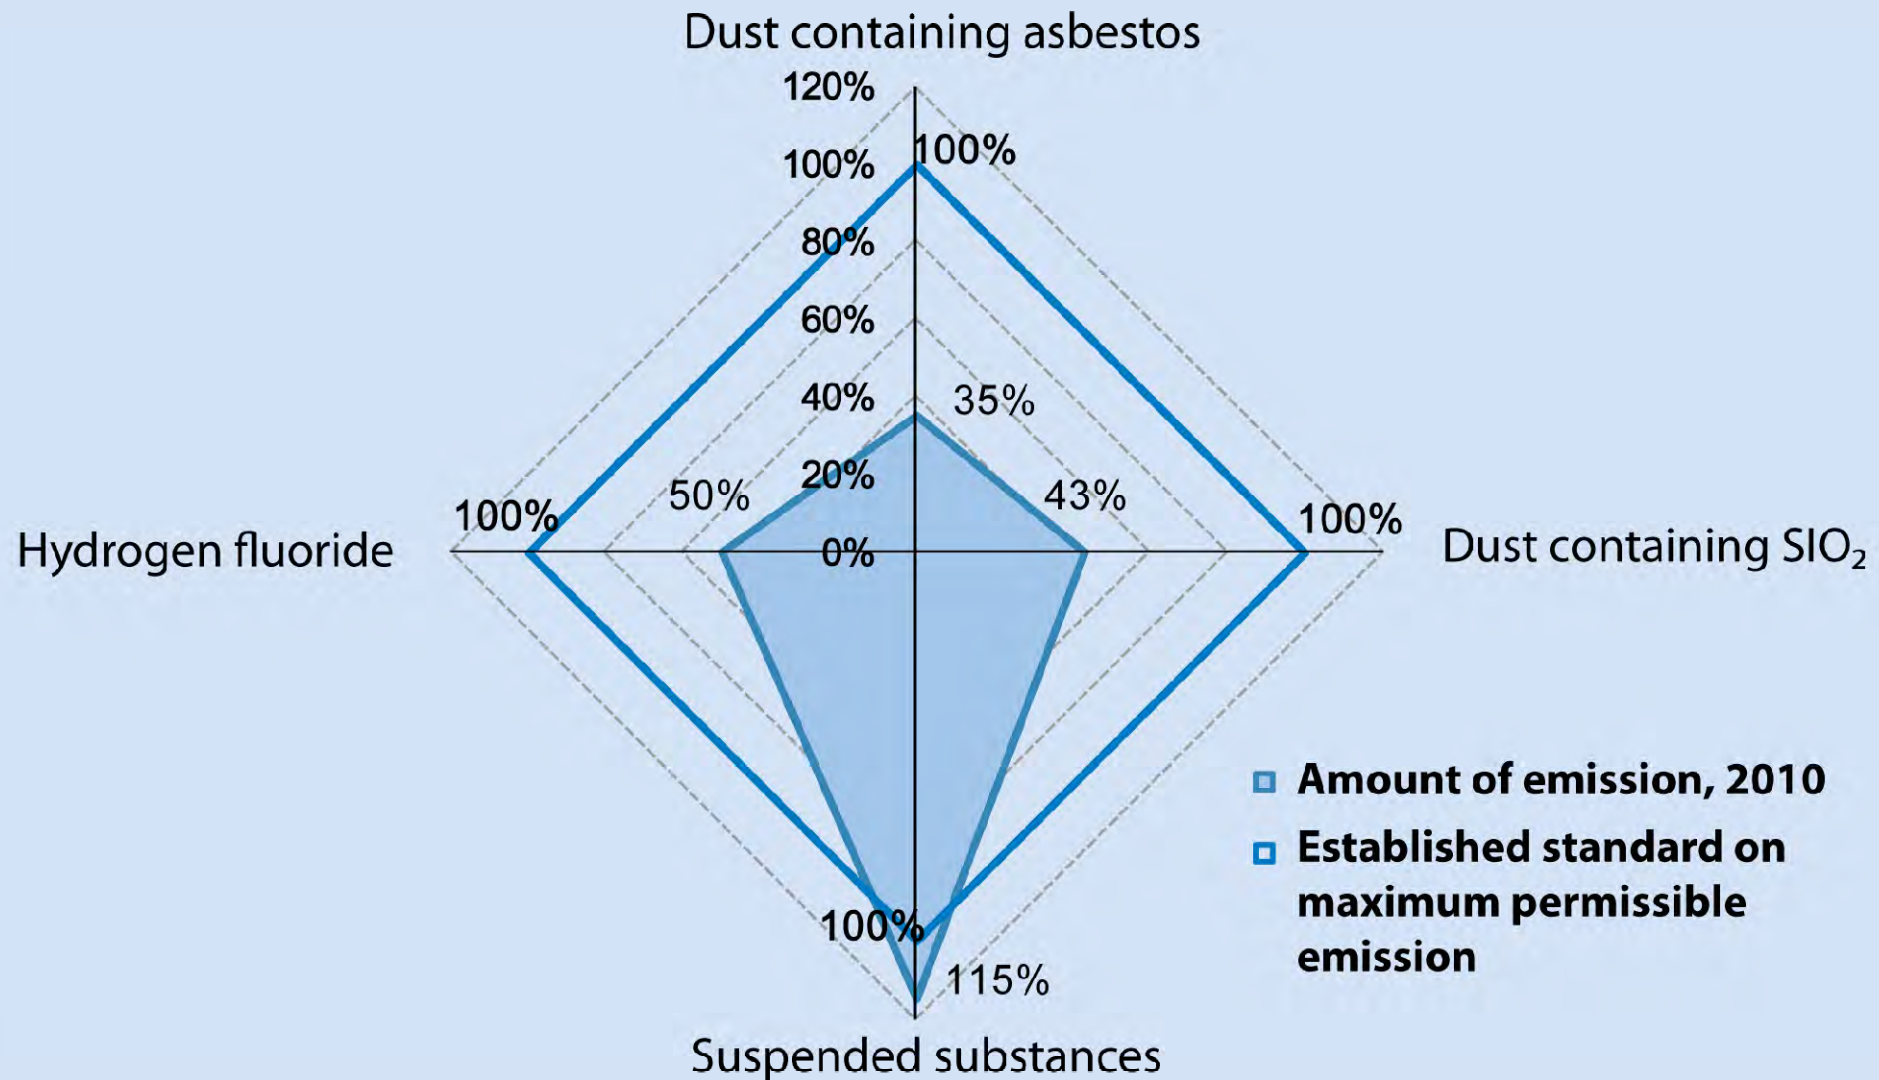 Dust containing asbestos
120%
100%
100%
80%
60%
40%
35%
20%
50%
43%
100%
100%
Hydrogen fluoride
0%
Dust containing SIO₂
Amount of emission, 2010
Established standard on
maximum permissible
emission
100%
115%
Suspended substances